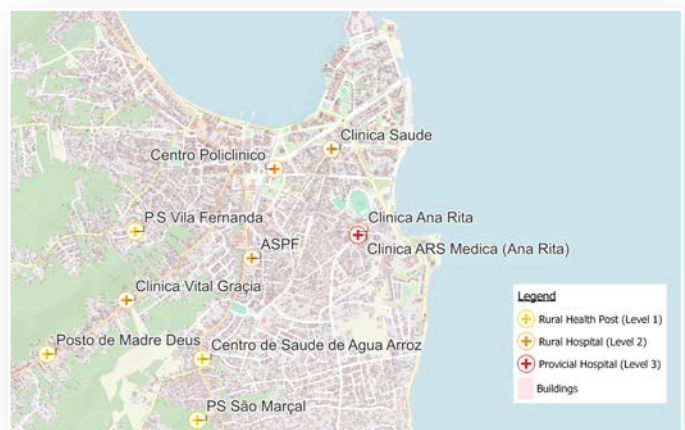 Clinica Saude
Centro Policlinico
PS Vila Fernanda
Clinica Ana Rita
ASPF
Clinica ARS Medica (Ana Rita)
Clinica Vital Graçia
Posto de Madre Deus
Centro de Saude de Agua Arroz
PS São Marçal
Legend
Rural Health Post (Level 1)
Rural Hospital (Level 2)
Provicial Hospital (Level 3)
Buildings